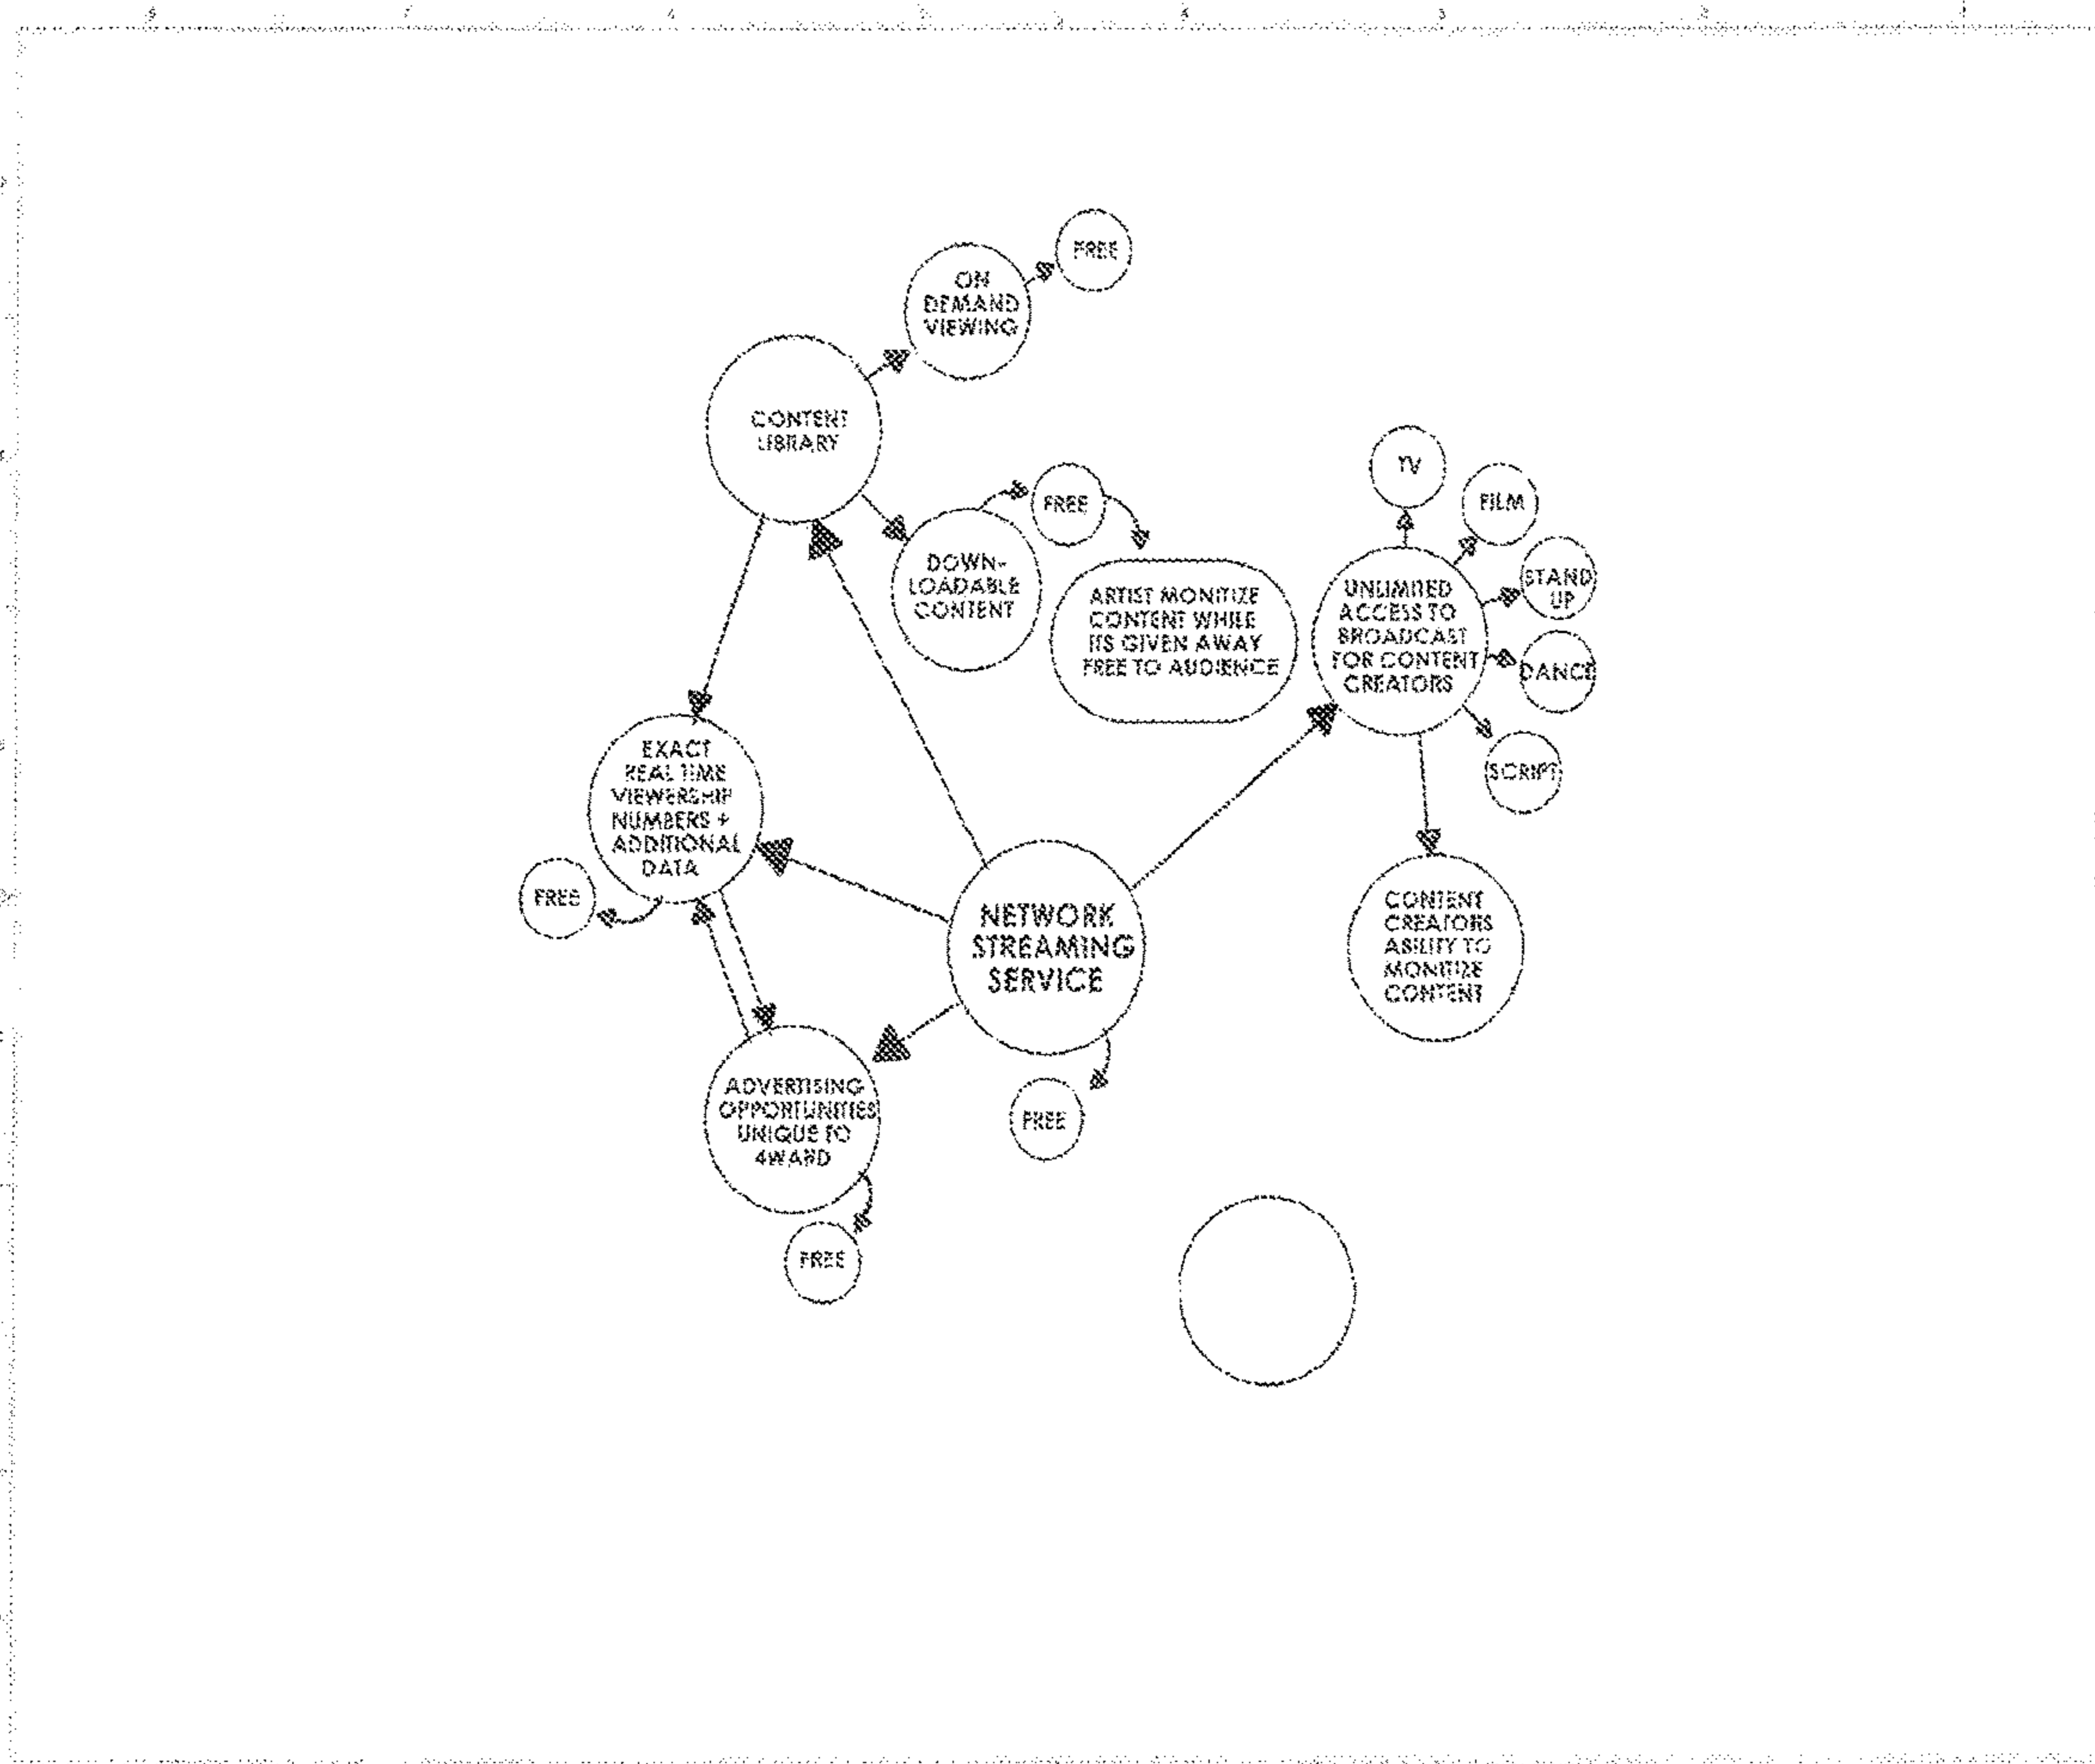 FREE
ON
DEMAND
VIEWING
CONTENT
LIBRARY
FREE
DOWN-
LOADABLE
CONTENT
ARTIST MONITIZE
CONTENT WHILE
ITS GIVEN AWAY
FREE TO AUDIENCE
TV
FILM
STAND
UP
DANCE
SCRIPT
UNLIMITED
ACCESS TO
BROADCAST
FOR CONTENT
CREATORS
EXACT
REAL TIME
VIEWERSHIP
NUMBERS +
ADDITIONAL
DATA
FREE
NETWORK
STREAMING
SERVICE
CONTENT
CREATORS
ABILITY TO
MONITIZE
CONTENT
ADVERTISING
OPPORTUNITIES
UNIQUE TO
4WARD
FREE
FREE